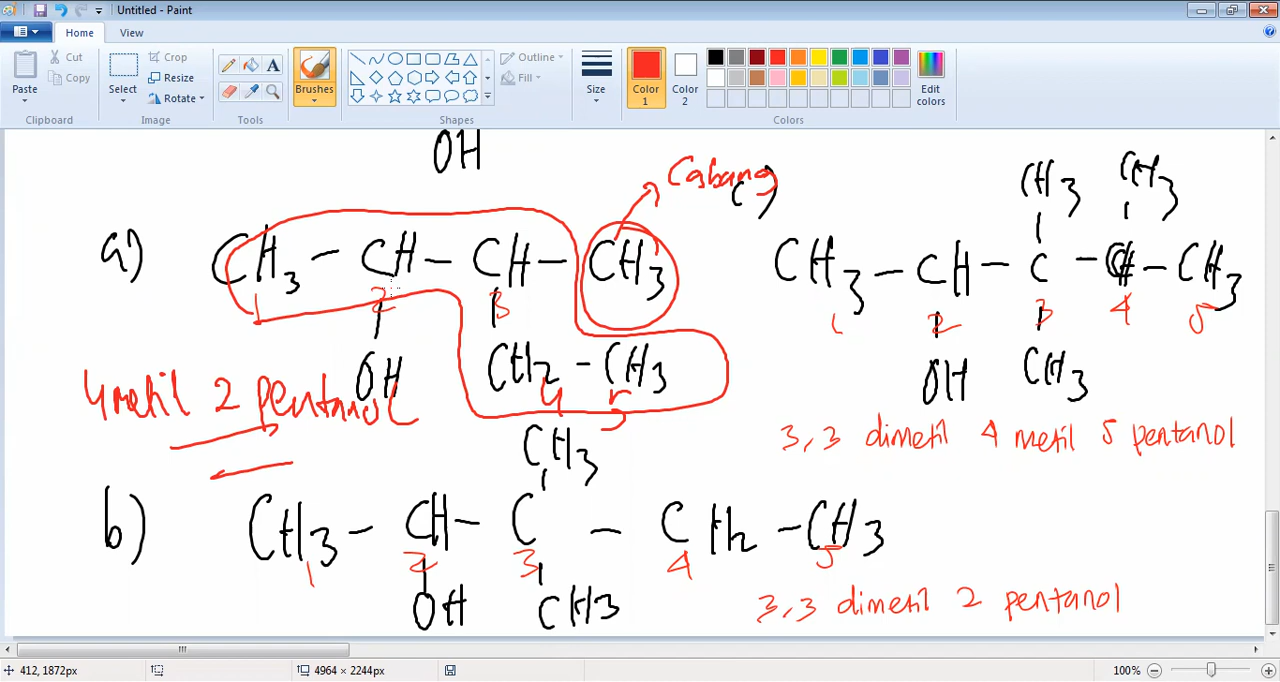 Untitled - Paint
Home View
Cut
Copy
Paste
Clipboard
Select
Crop
Resize
Rotate
Image
A
Tools
Brushes
Outline
Fill
Shapes
Size
Color 1
Color 2
Edit colors
Colors
OH
a) CH3 - CH - CH - CH3
Cabang
1 2 3
OH
CH2 - CH3
4 5
4 metil 2 pentanol
c)
CH3 CH3
CH3 - CH - C - CH - CH3
1 2 3 4 5
OH CH3
3,3 dimetil 4 metil 5 pentanol
CH3
b) CH3 - CH - C - CH2 - CH3
1 2 3 4 5
OH CH3
3,3 dimetil 2 pentanol
412, 1872px
4964 × 2244px
100%